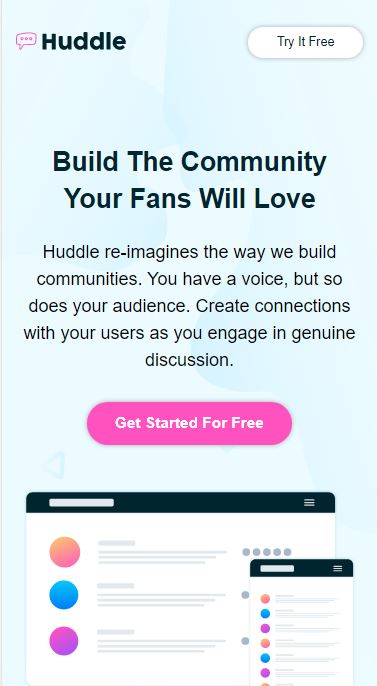 Huddle
Try It Free
Build The Community
Your Fans Will Love
Huddle re-imagines the way we build
communities. You have a voice, but so
does your audience. Create connections
with your users as you engage in genuine
discussion.
Get Started For Free